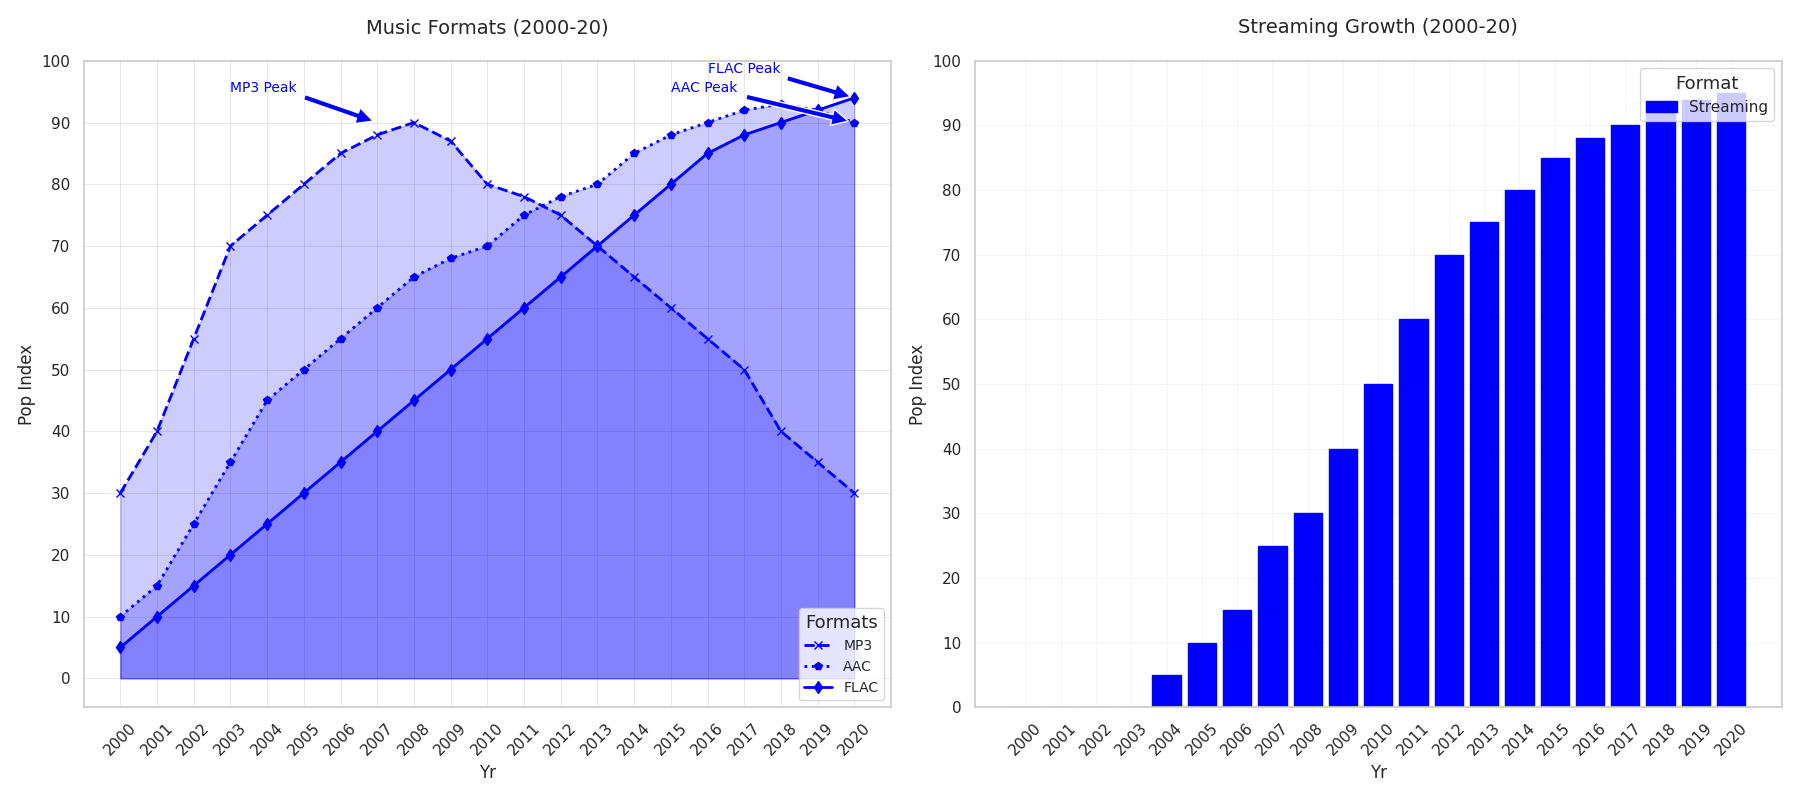 Music Formats (2000-20)
Pop Index
100
90
80
70
60
50
40
30
20
10
0
MP3 Peak
FLAC Peak
AAC Peak
Formats
MP3
AAC
FLAC
2000 2001 2002 2003 2004 2005 2006 2007 2008 2009 2010 2011 2012 2013 2014 2015 2016 2017 2018 2019 2020
Yr
Streaming Growth (2000-20)
Pop Index
100
90
80
70
60
50
40
30
20
10
0
Format
Streaming
2000 2001 2002 2003 2004 2005 2006 2007 2008 2009 2010 2011 2012 2013 2014 2015 2016 2017 2018 2019 2020
Yr